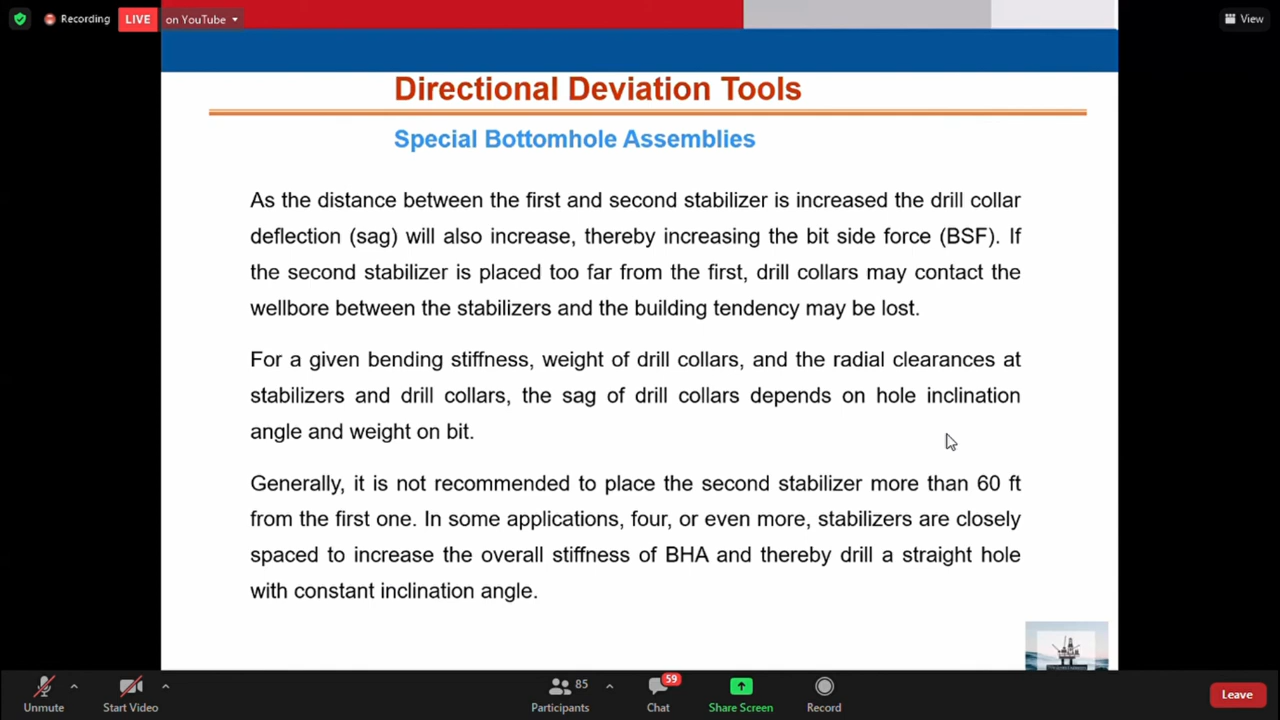 Recording
LIVE
on YouTube
View
Directional Deviation Tools
Special Bottomhole Assemblies
As the distance between the first and second stabilizer is increased the drill collar
deflection (sag) will also increase, thereby increasing the bit side force (BSF). If
the second stabilizer is placed too far from the first, drill collars may contact the
wellbore between the stabilizers and the building tendency may be lost.
For a given bending stiffness, weight of drill collars, and the radial clearances at
stabilizers and drill collars, the sag of drill collars depends on hole inclination
angle and weight on bit.
Generally, it is not recommended to place the second stabilizer more than 60 ft
from the first one. In some applications, four, or even more, stabilizers are closely
spaced to increase the overall stiffness of BHA and thereby drill a straight hole
with constant inclination angle.
Unmute
Start Video
85
Participants
59
Chat
Share Screen
Record
Leave